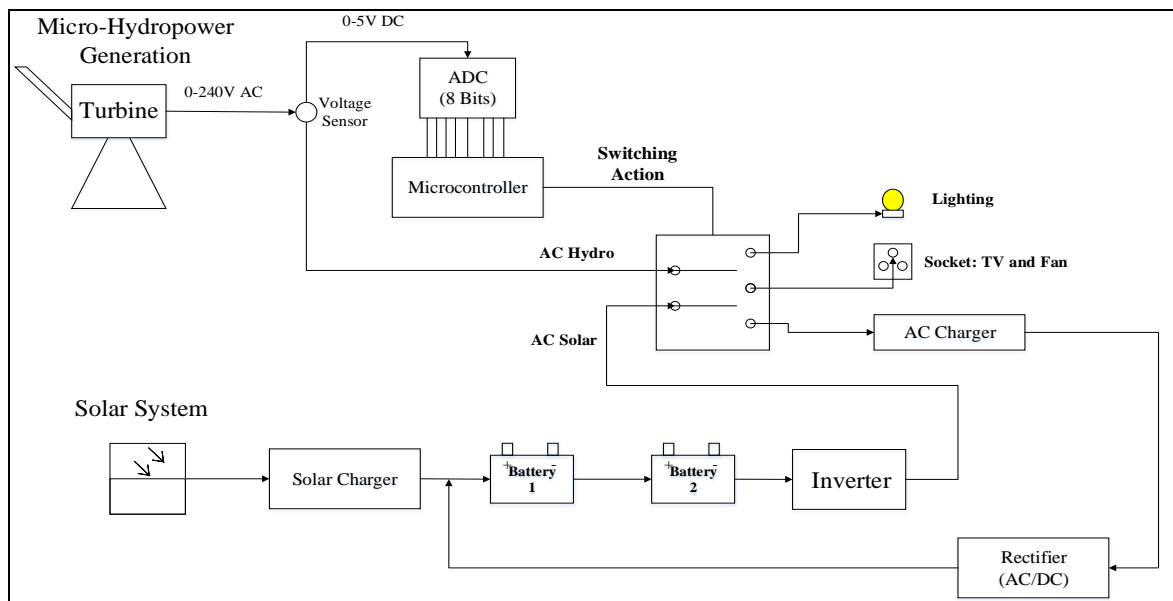 Micro-Hydropower
Generation
0-5V DC
ADC
(8 Bits)
Turbine
0-240V AC
Voltage
Sensor
Microcontroller
Switching
Action
Lighting
AC Hydro
Socket: TV and Fan
AC Solar
AC Charger
Solar System
Solar Charger
+ -
Battery
1
+ -
Battery
2
Inverter
Rectifier
(AC/DC)